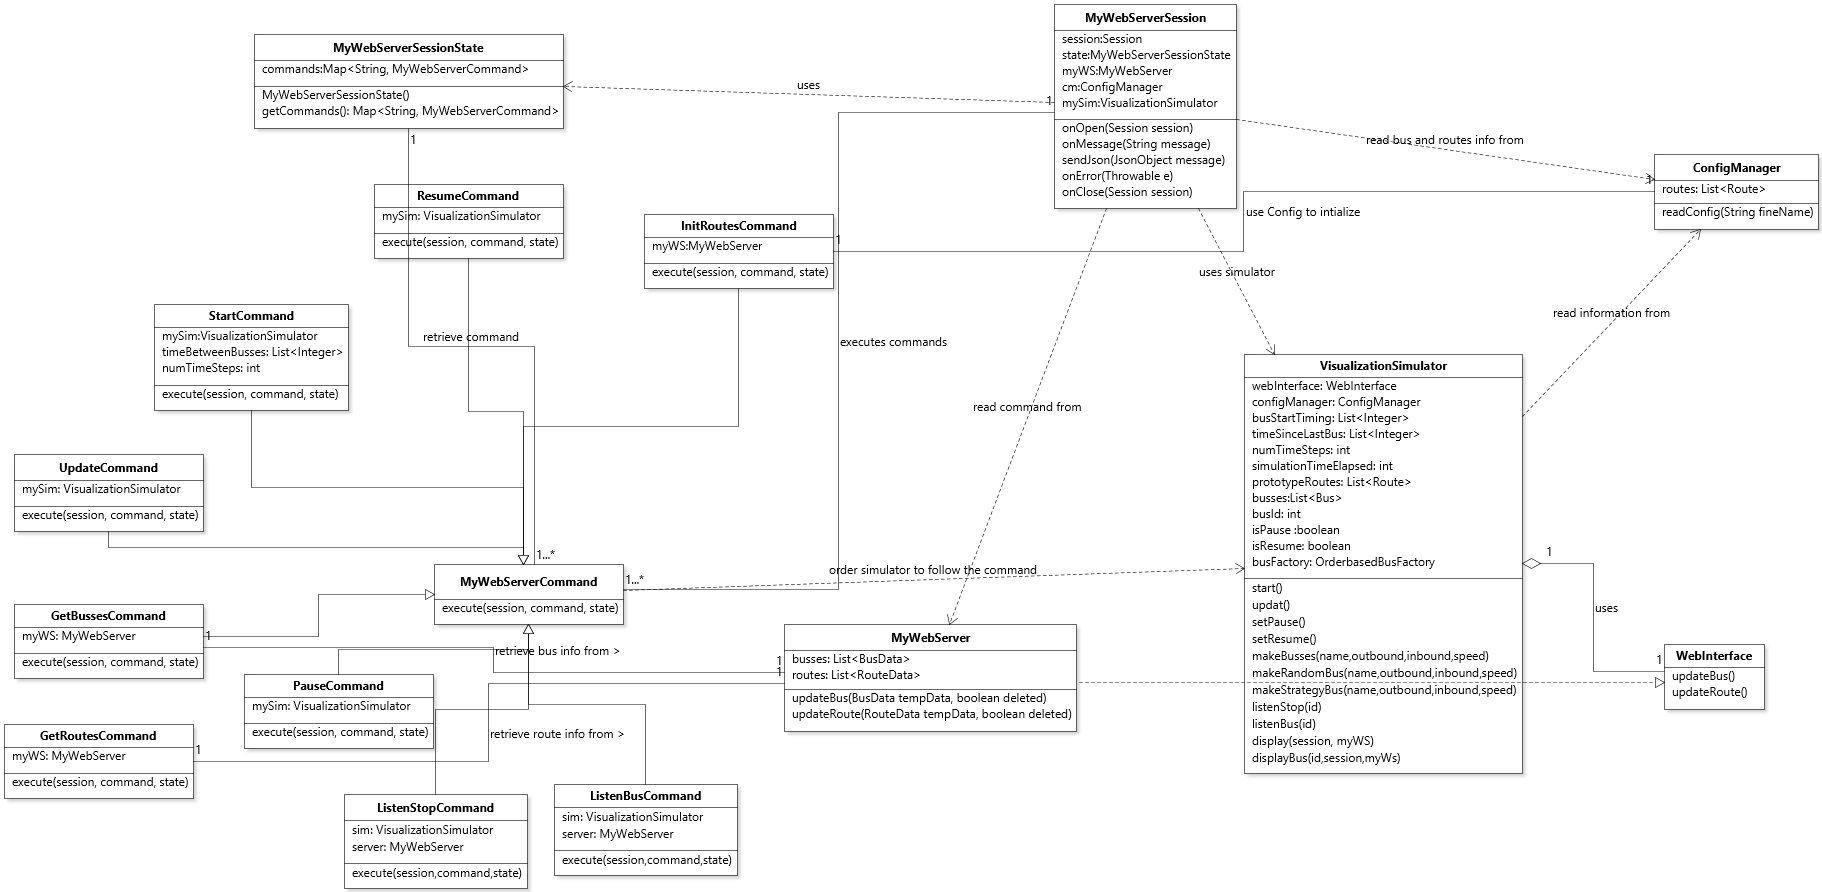 MyWebServerSession
session:Session
state:MyWebServerSessionState
myWS:MyWebServer
cm:ConfigManager
mySim:VisualizationSimulator
onOpen(Session session)
onMessage(String message)
sendJson(JsonObject message)
onError(Throwable e)
onClose(Session session)
MyWebServerSessionState
commands:Map<String, MyWebServerCommand>
MyWebServerSessionState()
getCommands(): Map<String, MyWebServerCommand>
uses
1
1
read bus and routes info from
ConfigManager
routes: List<Route>
readConfig(String fineName)
1
ResumeCommand
mySim: VisualizationSimulator
execute(session, command, state)
InitRoutesCommand
myWS:MyWebServer
execute(session, command, state)
1
use Config to intialize
uses simulator
StartCommand
mySim:VisualizationSimulator
timeBetweenBusses: List<Integer>
numTimeSteps: int
execute(session, command, state)
retrieve command
executes commands
read information from
read command from
VisualizationSimulator
webInterface: WebInterface
configManager: ConfigManager
busStartTiming: List<Integer>
timeSinceLastBus: List<Integer>
numTimeSteps: int
simulationTimeElapsed: int
prototypeRoutes: List<Route>
busses:List<Bus>
busId: int
isPause :boolean
isResume: boolean
busFactory: OrderbasedBusFactory
start()
updat()
setPause()
setResume()
makeBusses(name,outbound,inbound,speed)
makeRandomBus(name,outbound,inbound,speed)
makeStrategyBus(name,outbound,inbound,speed)
listenStop(id)
listenBus(id)
display(session, myWS)
displayBus(id,session,myWs)
UpdateCommand
mySim: VisualizationSimulator
execute(session, command, state)
1...*
MyWebServerCommand
execute(session, command, state)
1...*
order simulator to follow the command
1
uses
1
WebInterface
updateBus()
updateRoute()
GetBussesCommand
myWS: MyWebServer
execute(session, command, state)
1
retrieve bus info from >
1
1
MyWebServer
busses: List<BusData>
routes: List<RouteData>
updateBus(BusData tempData, boolean deleted)
updateRoute(RouteData tempData, boolean deleted)
PauseCommand
mySim: VisualizationSimulator
execute(session, command, state)
GetRoutesCommand
myWS: MyWebServer
execute(session, command, state)
1
retrieve route info from >
ListenStopCommand
sim: VisualizationSimulator
server: MyWebServer
execute(session,command,state)
ListenBusCommand
sim: VisualizationSimulator
server: MyWebServer
execute(session,command,state)